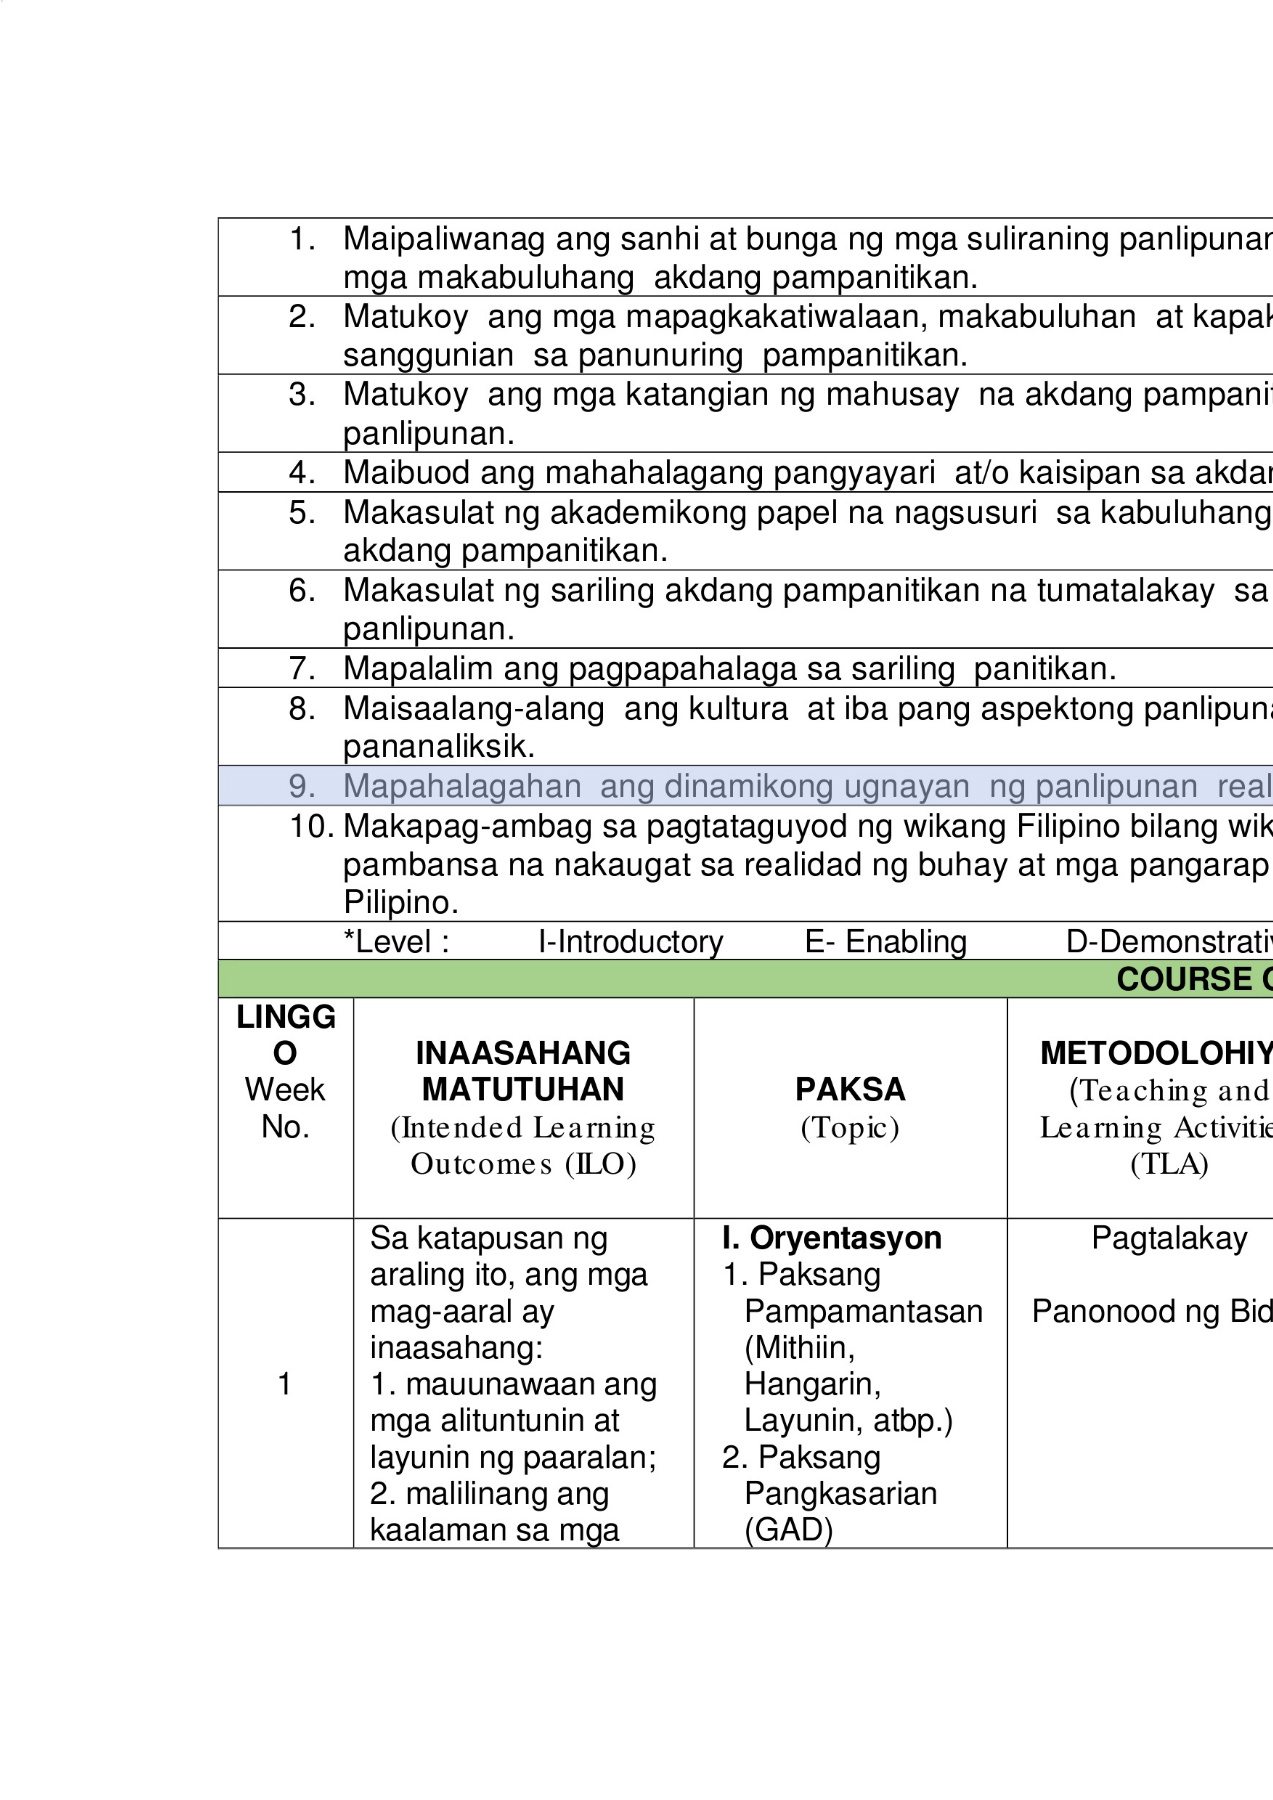 1. Maipaliwanag ang sanhi at bunga ng mga suliraning panlipunan
mga makabuluhang akdang pampanitikan.
2. Matukoy ang mga mapagkakatiwalaan, makabuluhan at kapak
sanggunian sa panunuring pampanitikan.
3. Matukoy ang mga katangian ng mahusay na akdang pampanit
panlipunan.
4. Maibuod ang mahahalagang pangyayari at/o kaisipan sa akdan
5. Makasulat ng akademikong papel na nagsusuri sa kabuluhang
akdang pampanitikan.
6. Makasulat ng sariling akdang pampanitikan na tumatalakay sa
panlipunan.
7. Mapalalim ang pagpapahalaga sa sariling panitikan.
8. Maisaalang-alang ang kultura at iba pang aspektong panlipuna
pananaliksik.
9. Mapahalagahan ang dinamikong ugnayan ng panlipunan real
10. Makapag-ambag sa pagtataguyod ng wikang Filipino bilang wik
pambansa na nakaugat sa realidad ng buhay at mga pangarap
Pilipino.
*Level : I-Introductory E- Enabling D-Demonstrativ
COURSE
LINGG
O
Week
No.
INAASAHANG
MATUTUHAN
(Intended Learning
Outcomes (ILO)
PAKSA
(Topic)
METODOLOHIY
(Teaching and
Learning Activitie
(TLA)
1
Sa katapusan ng
araling ito, ang mga
mag-aaral ay
inaasahang:
1. mauunawaan ang
mga alituntunin at
layunin ng paaralan;
2. malilinang ang
kaalaman sa mga
I. Oryentasyon
1. Paksang
Pampamantasan
(Mithiin,
Hangarin,
Layunin, atbp.)
2. Paksang
Pangkasarian
(GAD)
Pagtalakay
Panonood ng Bid